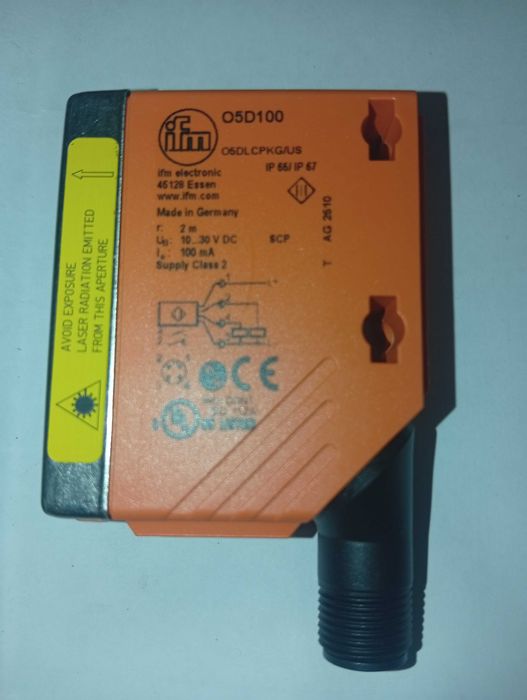 ifm
O5D100
O5DLCPKG/US
IP 65/ IP 67
ifm electronic
45128 Essen
www.ifm.com
Made in Germany
r: 2 m
UB: 10...30 V DC SCP
100 mA
Supply Class 2
T AG 2510
CE
UL
AVOID EXPOSURE
LASER RADIATION EMITTED
FROM THIS APERTURE